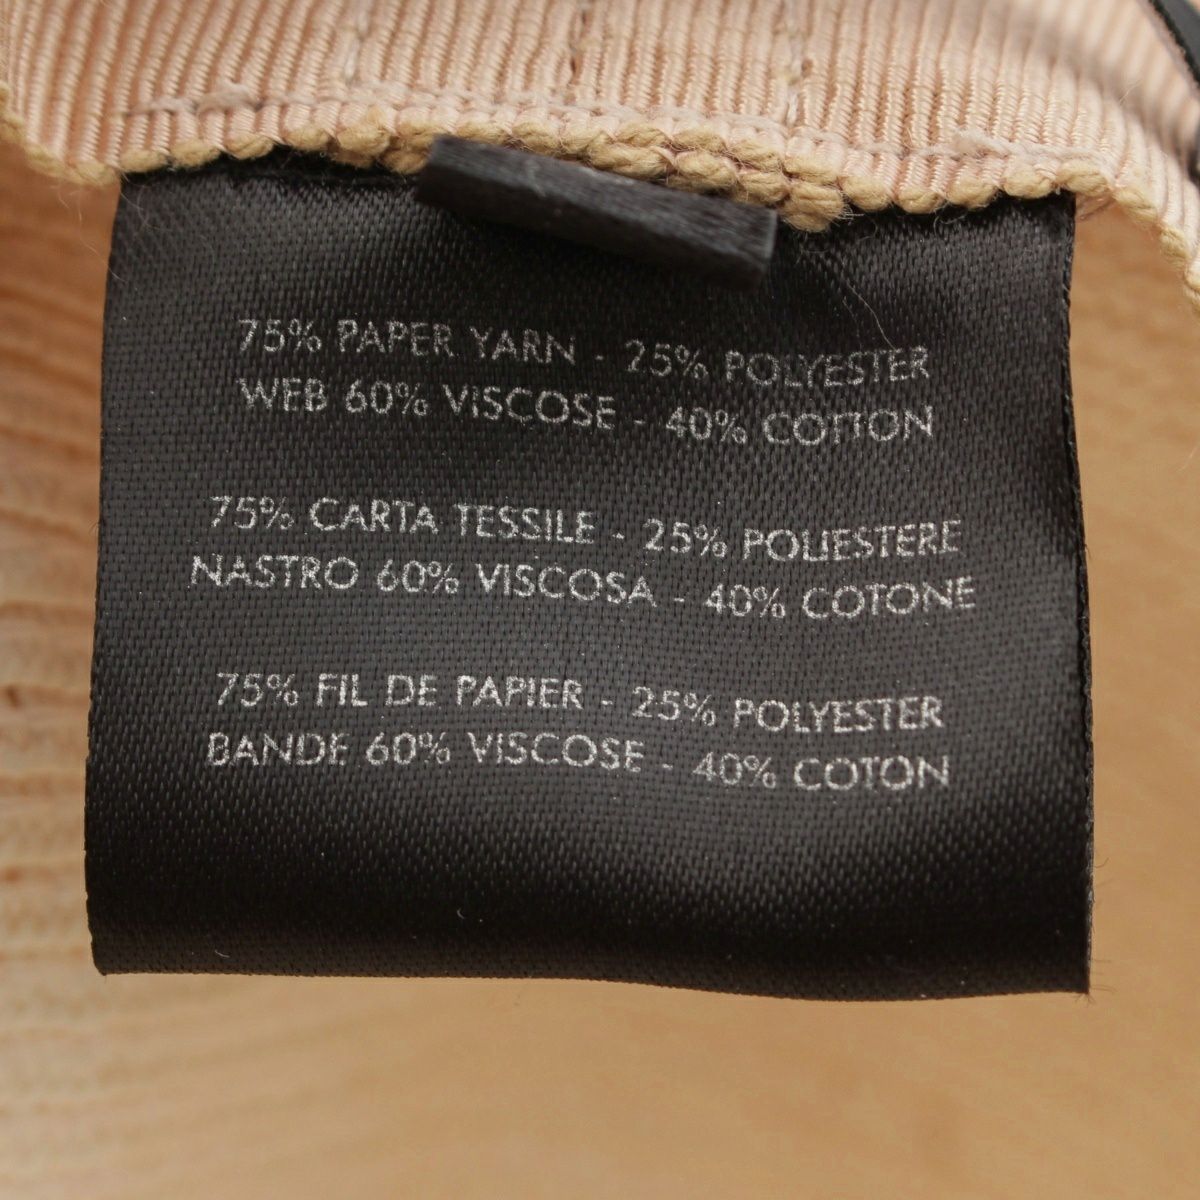 75% PAPER YARN - 25% POLYESTER
WEB 60% VISCOSE - 40% COTTON
75% CARTA TESSILE - 25% POLIESTERE
NASTRO 60% VISCOSA - 40% COTONE
75% FIL DE PAPIER - 25% POLYESTER
BANDE 60% VISCOSE - 40% COTON